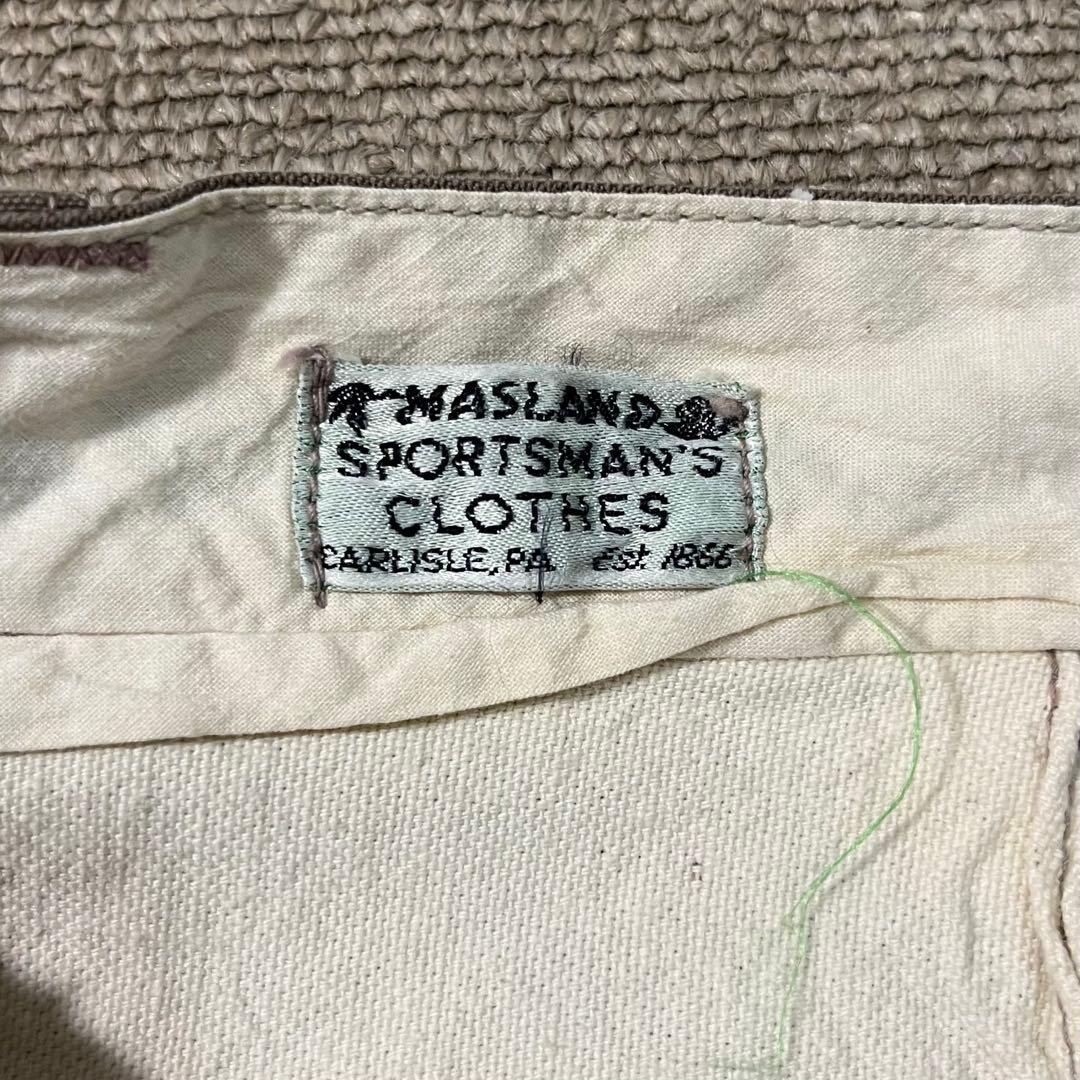 MASLAND
SPORTSMAN'S
CLOTHES
CARLISLE, PA. Est. 1866